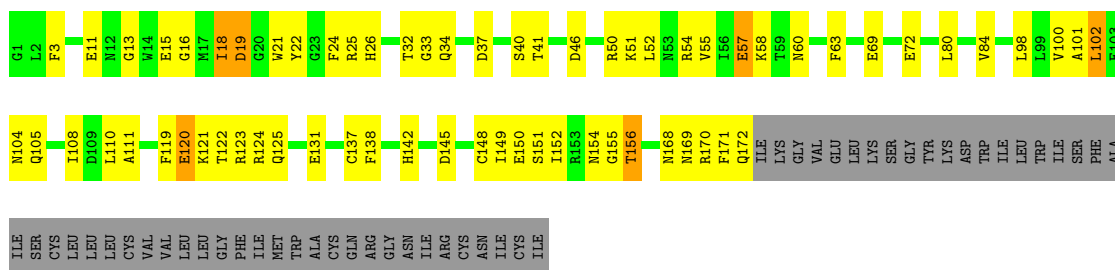 G1 L2 F3 E11 N12 G13 W14 E15 G16 M17 I18 D19 G20 W21 Y22 G23 F24 R25 H26 T32 G33 Q34 D37 S40 T41 D46 R50 K51 L52 N53 R54 V55 I56 E57 K58 T59 N60 F63 E69 E72 L80 V84 L98 L99 V100 A101 L102 E103
N104 Q105 I108 D109 L110 A111 F119 E120 K121 T122 R123 R124 Q125 E131 C137 F138 H142 D145 C148 I149 E150 S151 I152 R153 N154 G155 T156 N168 N169 R170 F171 Q172 ILE LYS GLY VAL GLU LEU LYS SER GLY TYR LYS ASP TRP ILE LEU TRP ILE SER PHE ALA
ILE SER CYS LEU LEU LEU CYS VAL VAL LEU LEU GLY PHE ILE MET TRP ALA CYS GLN ARG GLY ASN ILE ARG CYS ASN ILE CYS ILE